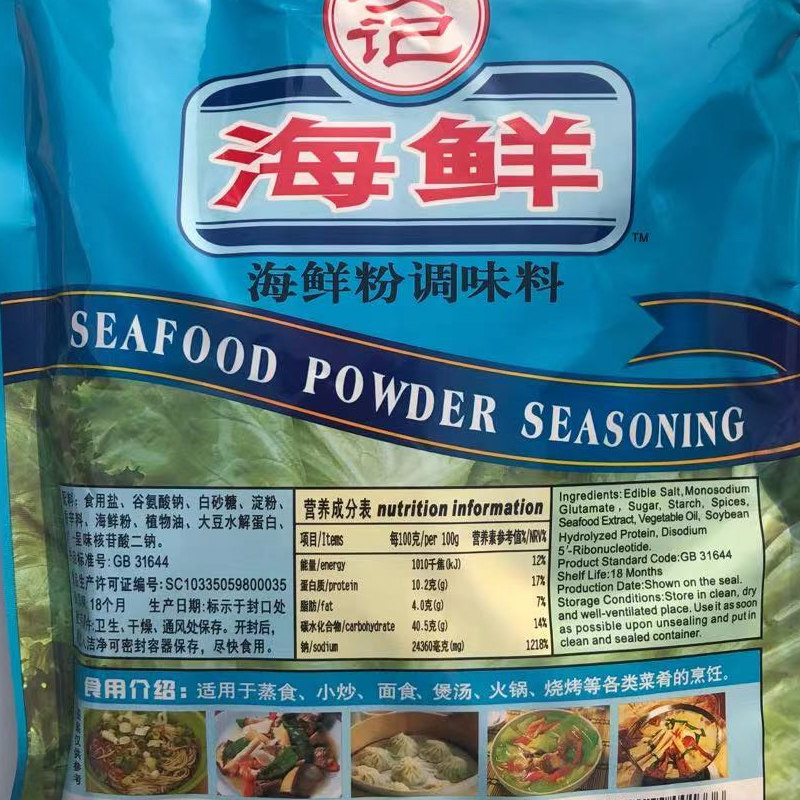 记
海鲜
TM
海鲜粉调味料
SEAFOOD POWDER SEASONING
配料：食用盐、谷氨酸钠、白砂糖、淀粉、
辛料、海鲜粉、植物油、大豆水解蛋白、
呈味核苷酸二钠。
标准号：GB 31644
生产许可证编号：SC10335059800035
18个月 生产日期：标示于封口处
卫生、干燥、通风处保存。开封后，
洁净可密封容器保存，尽快食用。
营养成分表 nutrition information
项目/Items 每100克/per 100g 营养素参考值%/NRV%
能量/energy 1010千焦(kJ) 12%
蛋白质/protein 10.2克(g) 17%
脂肪/fat 4.0克(g) 7%
碳水化合物/carbohydrate 40.5克(g) 14%
钠/sodium 24360毫克(mg) 1218%
Ingredients: Edible Salt, Monosodium
Glutamate, Sugar, Starch, Spices,
Seafood Extract, Vegetable Oil, Soybean
Hydrolyzed Protein, Disodium
5'-Ribonucleotide.
Product Standard Code: GB 31644
Shelf Life: 18 Months
Production Date: Shown on the seal.
Storage Conditions: Store in clean, dry
and well-ventilated place. Use it as soon
as possible upon unsealing and put in
clean and sealed container.
食用介绍：适用于蒸食、小炒、面食、煲汤、火锅、烧烤等各类菜肴的烹饪。
图案仅供参考